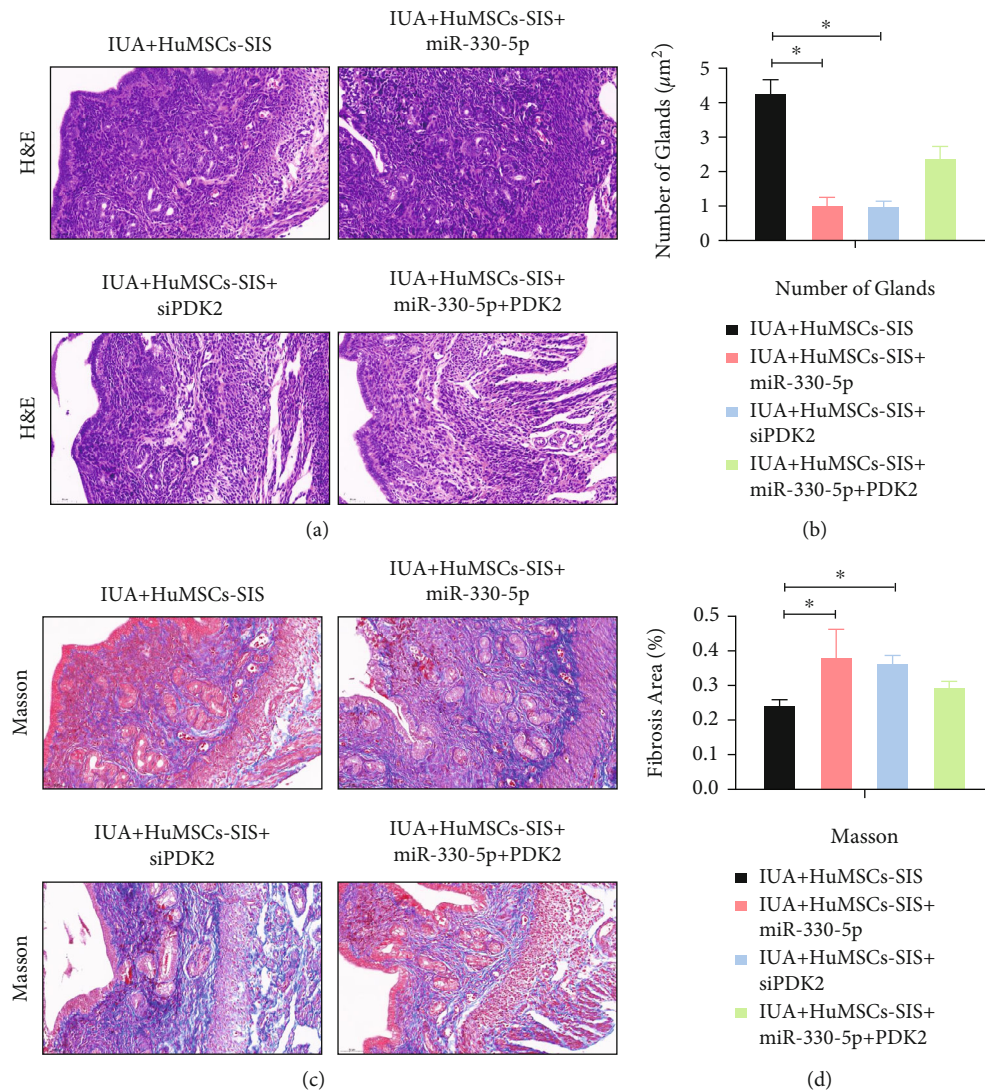 IUA+HuMSCs-SIS
IUA+HuMSCs-SIS+
miR-330-5p
H&E
IUA+HuMSCs-SIS+
siPDK2
IUA+HuMSCs-SIS+
miR-330-5p+PDK2
H&E
(a)
*
*
Number of Glands (μm²)
5
4
3
2
1
0
Number of Glands
IUA+HuMSCs-SIS
IUA+HuMSCs-SIS+
miR-330-5p
IUA+HuMSCs-SIS+
siPDK2
IUA+HuMSCs-SIS+
miR-330-5p+PDK2
(b)
IUA+HuMSCs-SIS
IUA+HuMSCs-SIS+
miR-330-5p
Masson
IUA+HuMSCs-SIS+
siPDK2
IUA+HuMSCs-SIS+
miR-330-5p+PDK2
Masson
(c)
*
*
Fibrosis Area (%)
0.5
0.4
0.3
0.2
0.1
0.0
Masson
IUA+HuMSCs-SIS
IUA+HuMSCs-SIS+
miR-330-5p
IUA+HuMSCs-SIS+
siPDK2
IUA+HuMSCs-SIS+
miR-330-5p+PDK2
(d)